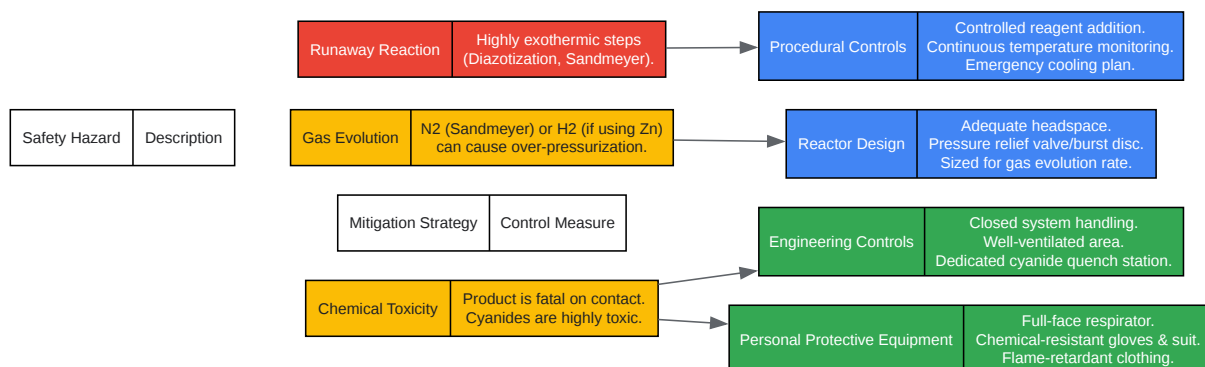 Runaway Reaction
Highly exothermic steps
(Diazotization, Sandmeyer).
Procedural Controls
Controlled reagent addition.
Continuous temperature monitoring.
Emergency cooling plan.
Safety Hazard
Description
Gas Evolution
N2 (Sandmeyer) or H2 (if using Zn)
can cause over-pressurization.
Reactor Design
Adequate headspace.
Pressure relief valve/burst disc.
Sized for gas evolution rate.
Mitigation Strategy
Control Measure
Engineering Controls
Closed system handling.
Well-ventilated area.
Dedicated cyanide quench station.
Chemical Toxicity
Product is fatal on contact.
Cyanides are highly toxic.
Personal Protective Equipment
Full-face respirator.
Chemical-resistant gloves & suit.
Flame-retardant clothing.